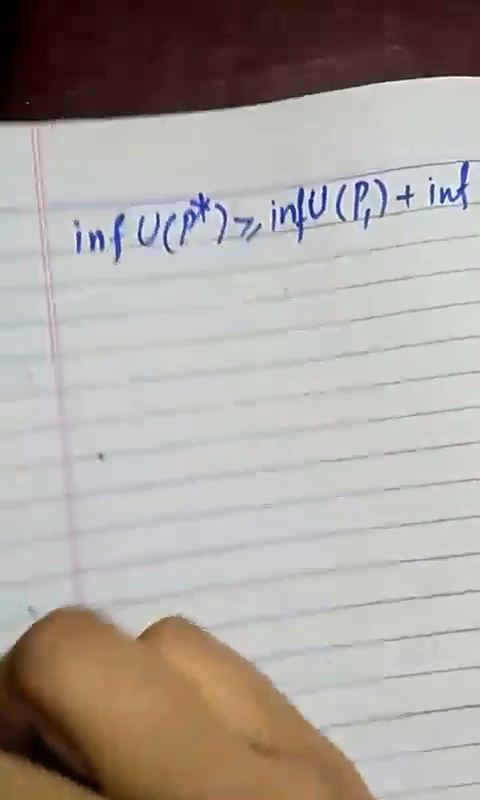 inf U(P*) ⩾ inf U(P₁) + inf